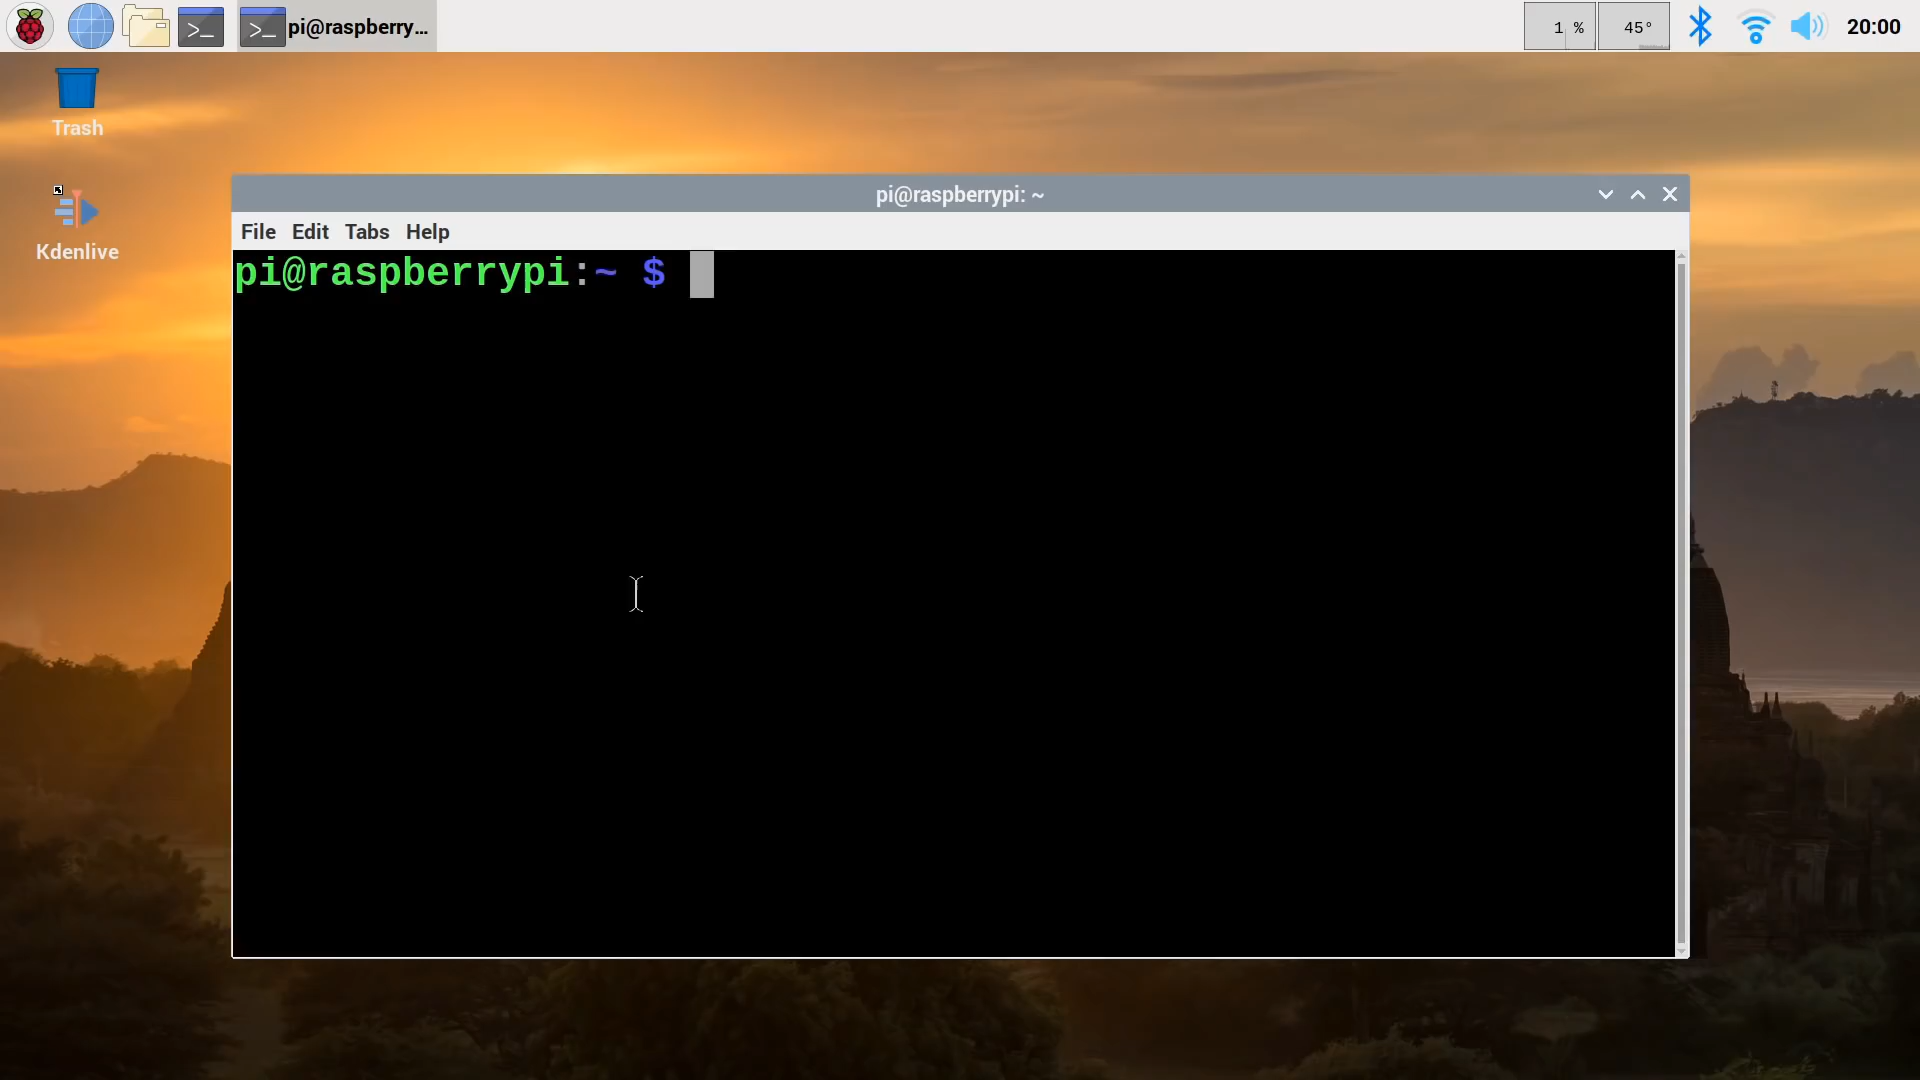 >_ >_ pi@raspberry... 1 % 45° 20:00
Trash
Kdenlive
pi@raspberrypi: ~
File Edit Tabs Help
pi@raspberrypi:~ $